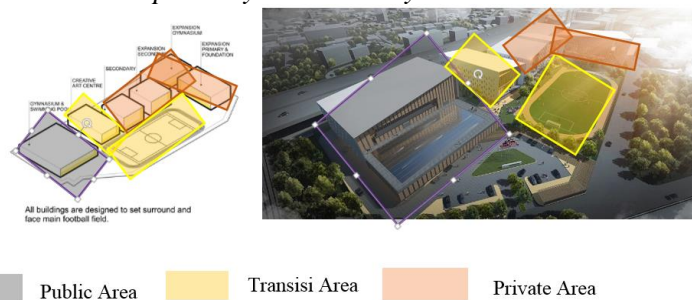 EXPANSION
GYMNASIUM
EXPANSION
SECONDARY
EXPANSION
PRIMARY &
FOUNDATION
SECONDARY
CREATIVE
ART CENTRE
GYMNASIUM &
SWIMMING POOL
All buildings are designed to set surround and
face main football field.
Public Area
Transisi Area
Private Area